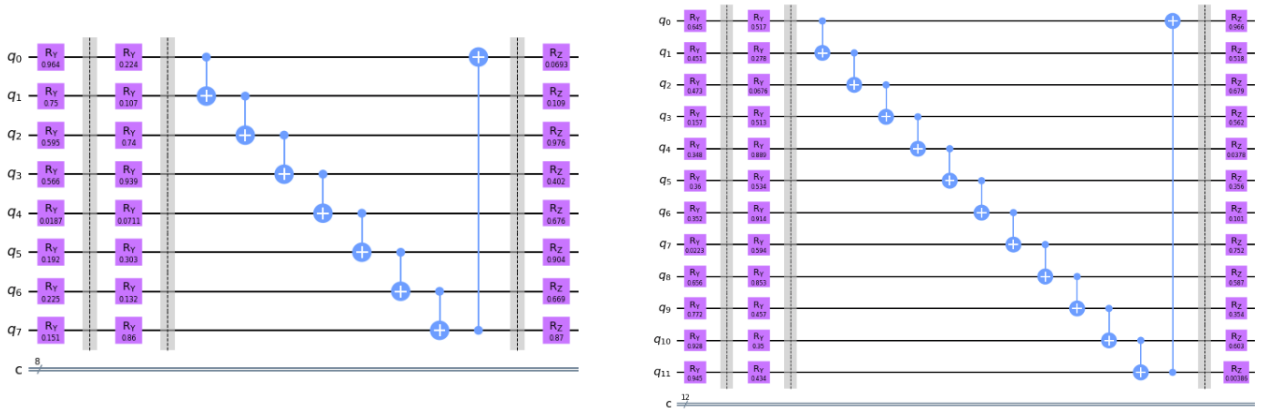 q0 RY 0.964 RY 0.224 RZ 0.0693
q1 RY 0.75 RY 0.107 RZ 0.109
q2 RY 0.595 RY 0.74 RZ 0.976
q3 RY 0.566 RY 0.939 RZ 0.402
q4 RY 0.0187 RY 0.0711 RZ 0.676
q5 RY 0.192 RY 0.303 RZ 0.904
q6 RY 0.225 RY 0.132 RZ 0.669
q7 RY 0.151 RY 0.86 RZ 0.87
c 8
q0 RY 0.645 RY 0.517 RZ 0.966
q1 RY 0.451 RY 0.278 RZ 0.518
q2 RY 0.473 RY 0.0676 RZ 0.679
q3 RY 0.157 RY 0.513 RZ 0.562
q4 RY 0.348 RY 0.889 RZ 0.0378
q5 RY 0.36 RY 0.534 RZ 0.356
q6 RY 0.352 RY 0.914 RZ 0.101
q7 RY 0.0223 RY 0.594 RZ 0.752
q8 RY 0.656 RY 0.853 RZ 0.587
q9 RY 0.772 RY 0.457 RZ 0.354
q10 RY 0.928 RY 0.35 RZ 0.603
q11 RY 0.945 RY 0.434 RZ 0.00386
c 12